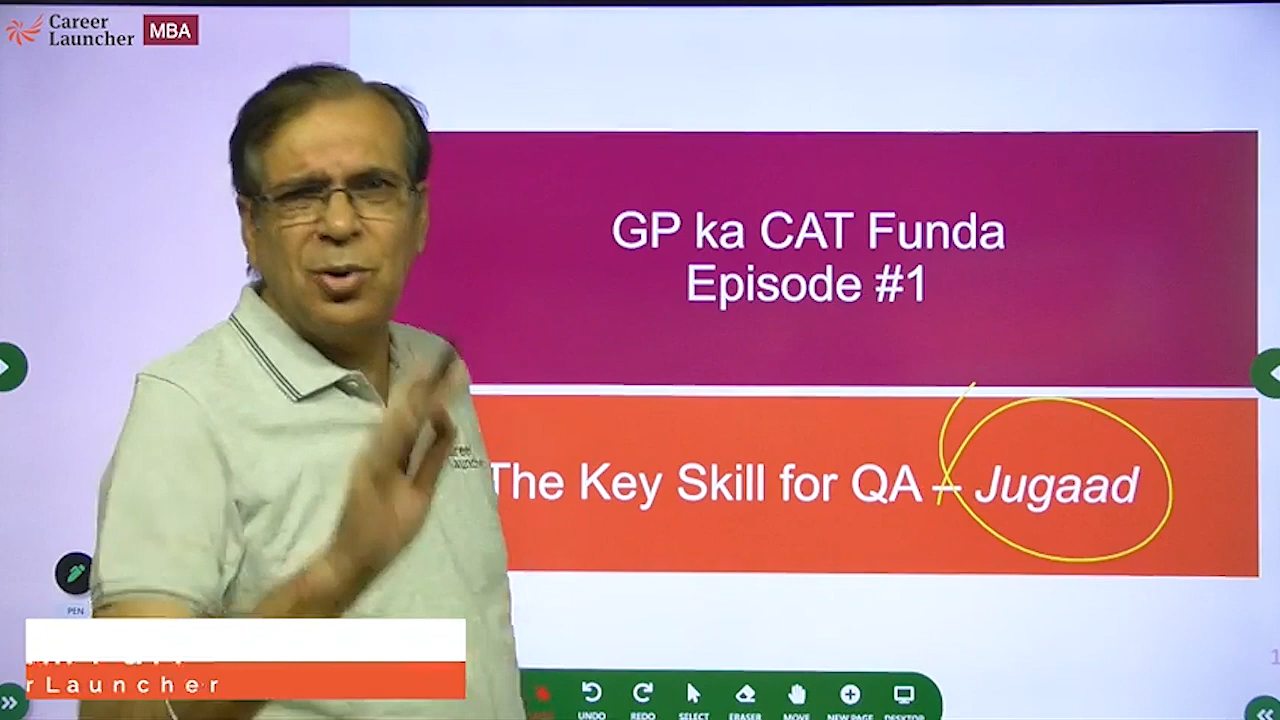 Career
Launcher
MBA
GP ka CAT Funda
Episode #1
The Key Skill for QA – Jugaad
PEN
rLauncher
UNDO
REDO
SELECT
ERASER
MOVE
NEW PAGE
DESKTOP